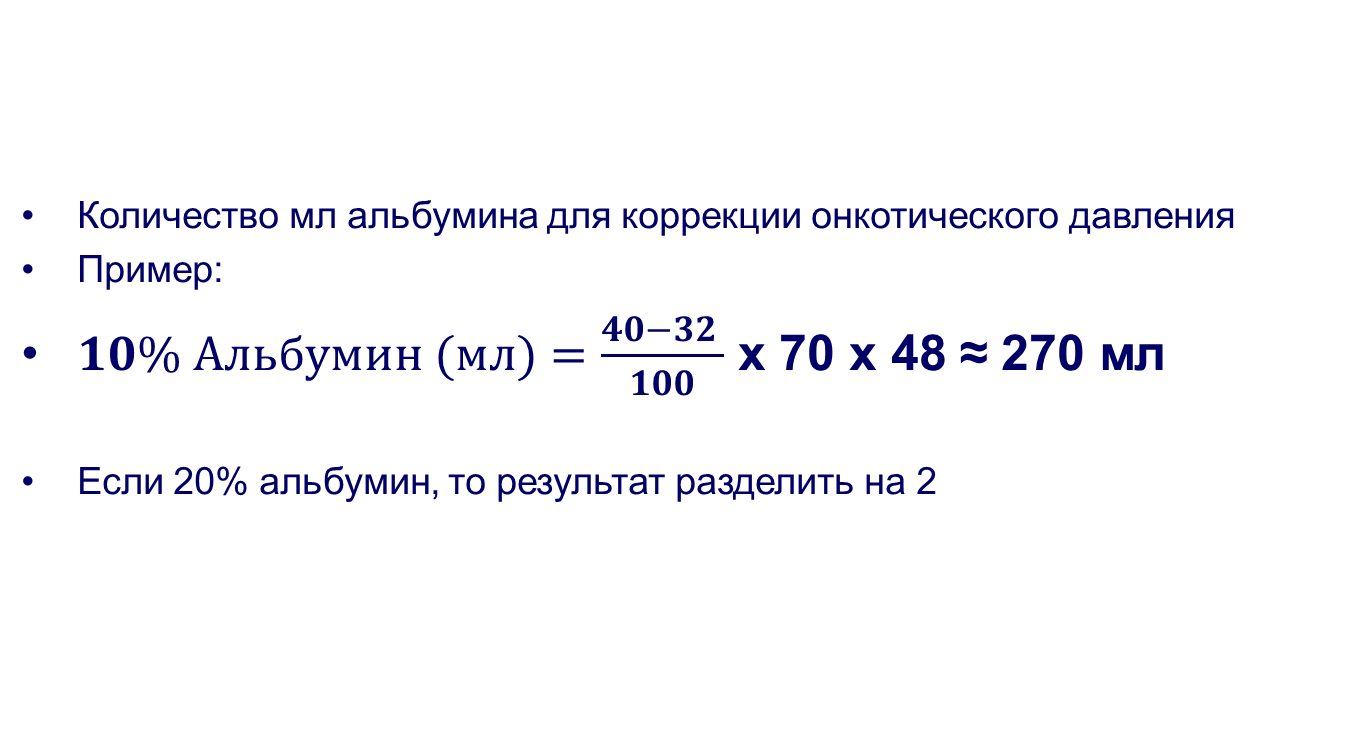 • Количество мл альбумина для коррекции онкотического давления
• Пример:
• 10% Альбумин (мл) = \frac{40−32}{100} х 70 х 48 ≈ 270 мл
• Если 20% альбумин, то результат разделить на 2